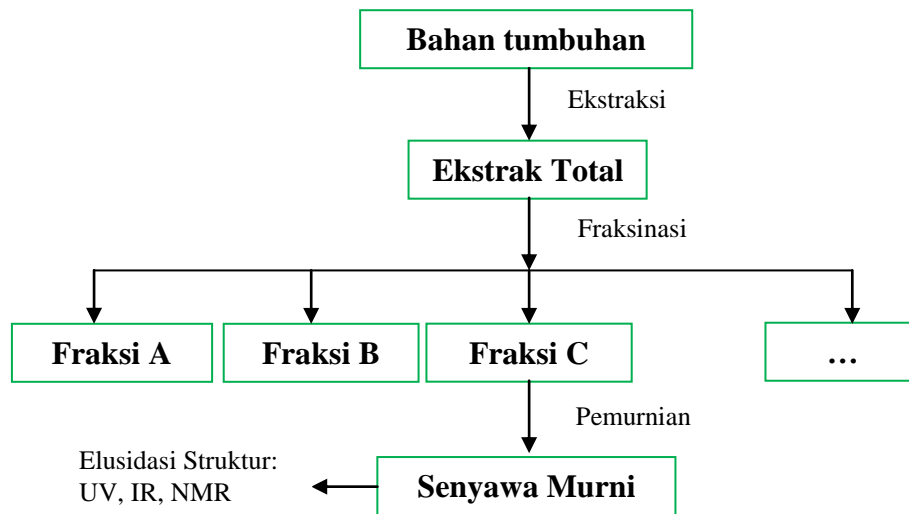 Bahan tumbuhan
Ekstraksi
Ekstrak Total
Fraksinasi
Fraksi A
Fraksi B
Fraksi C
…
Pemurnian
Elusidasi Struktur:
UV, IR, NMR
Senyawa Murni